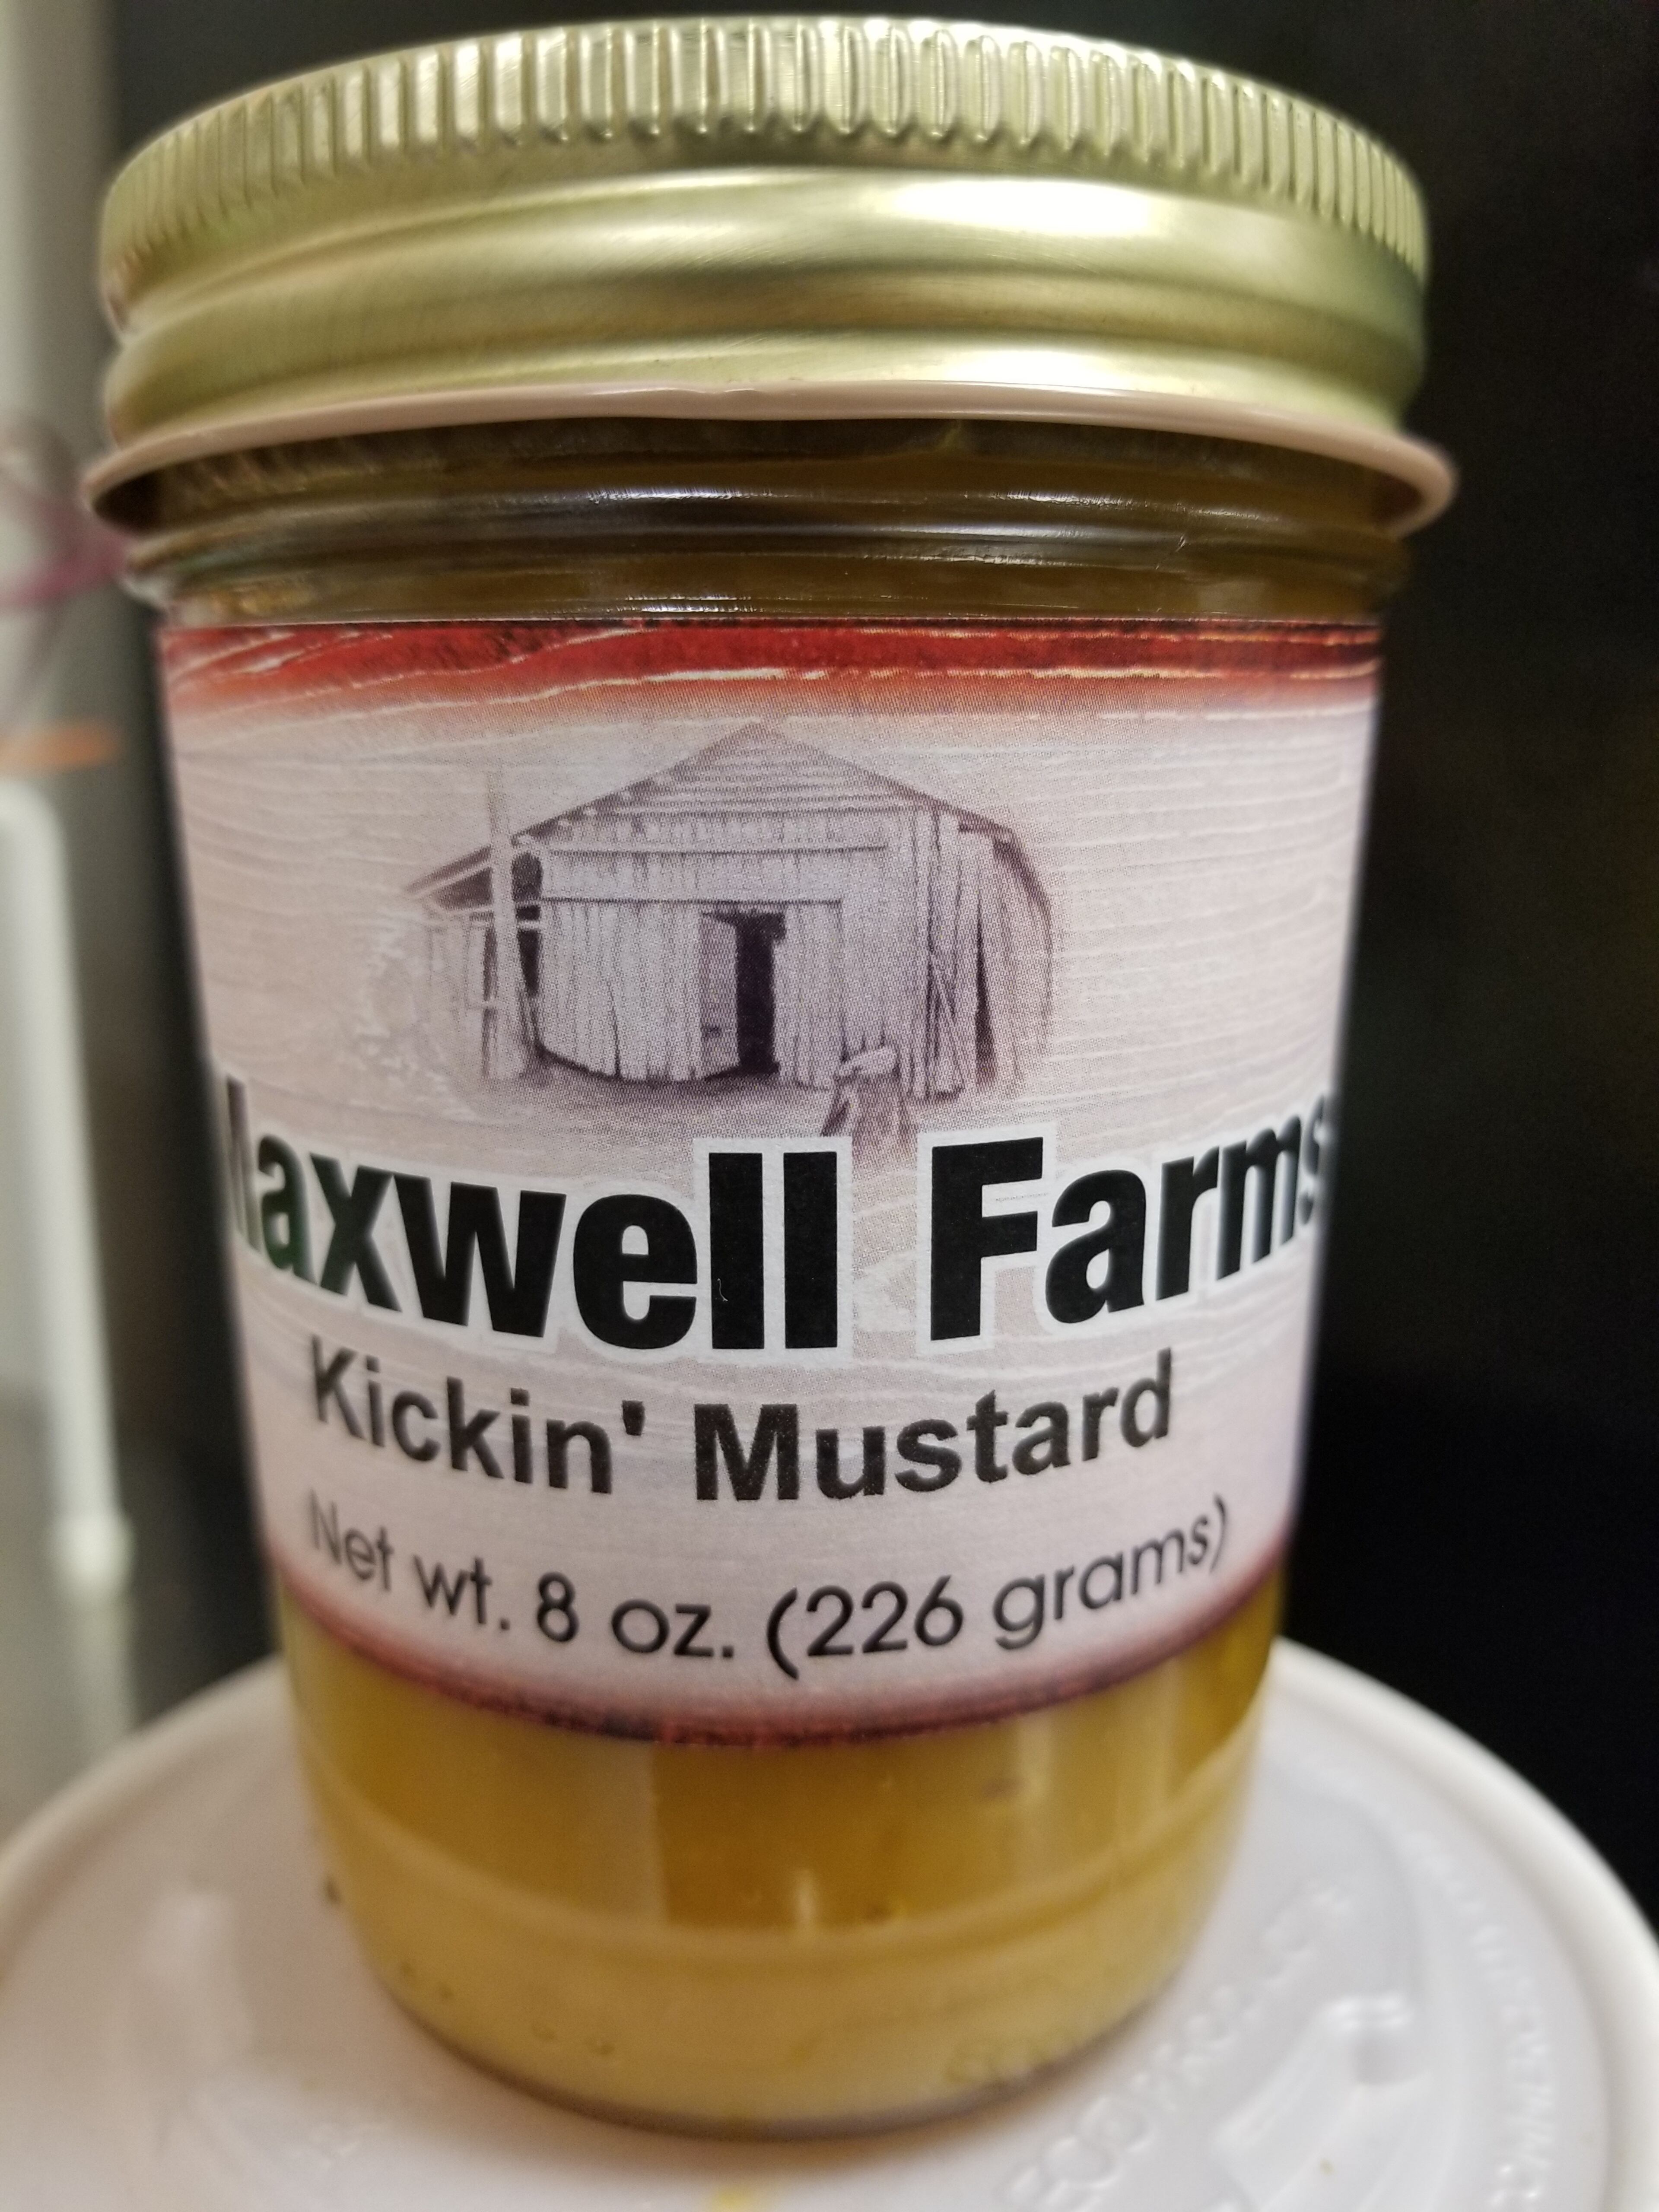 Maxwell Farms
Kickin' Mustard
Net wt. 8 oz. (226 grams)